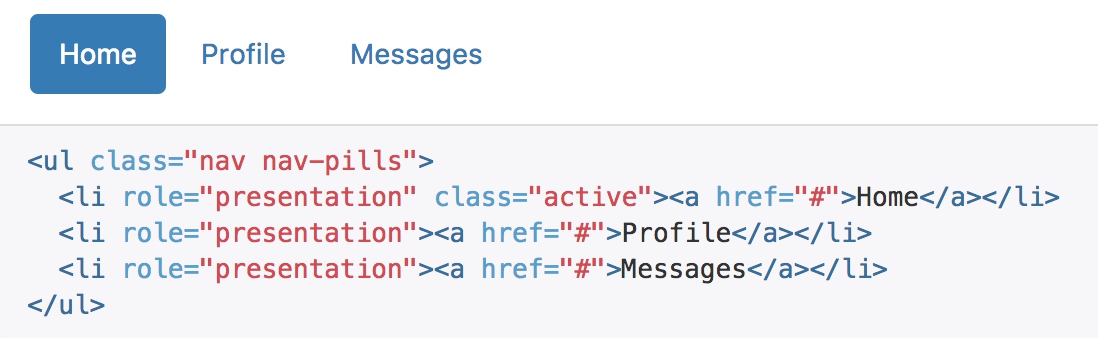 Home Profile Messages
<ul class="nav nav-pills">
  <li role="presentation" class="active"><a href="#">Home</a></li>
  <li role="presentation"><a href="#">Profile</a></li>
  <li role="presentation"><a href="#">Messages</a></li>
</ul>